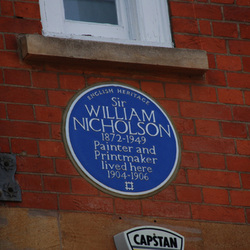 ENGLISH HERITAGE
Sir
WILLIAM
NICHOLSON
1872-1949
Painter and
Printmaker
lived here
1904-1906
CAPSTAN